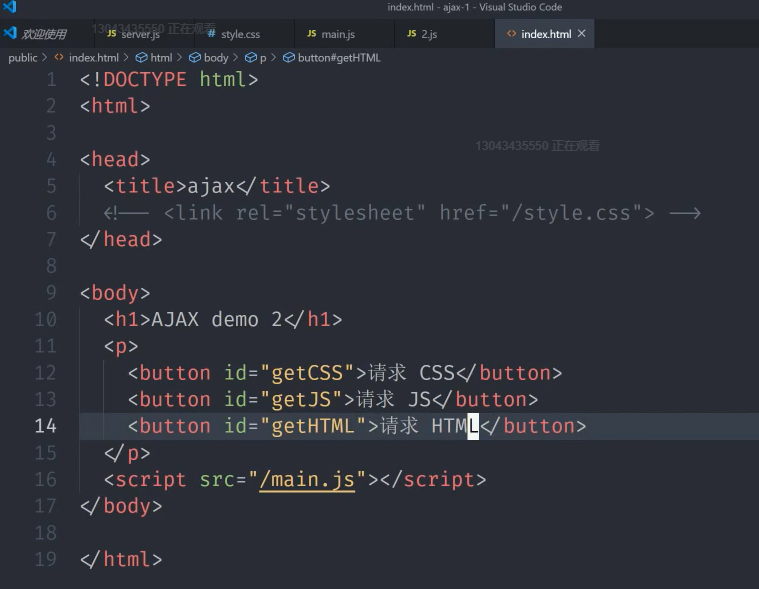 index.html - ajax-1 - Visual Studio Code
欢迎使用 JS server.js # style.css JS main.js JS 2.js <> index.html ×
13043435550 正在观看
public > <> index.html > html > body > p > button#getHTML
1 <!DOCTYPE html>
2 <html>
3
13043435550 正在观看
4 <head>
5 <title>ajax</title>
6 <!-- <link rel="stylesheet" href="/style.css"> -->
7 </head>
8
9 <body>
10 <h1>AJAX demo 2</h1>
11 <p>
12 <button id="getCSS">请求 CSS</button>
13 <button id="getJS">请求 JS</button>
14 <button id="getHTML">请求 HTML</button>
15 </p>
16 <script src="/main.js"></script>
17 </body>
18
19 </html>